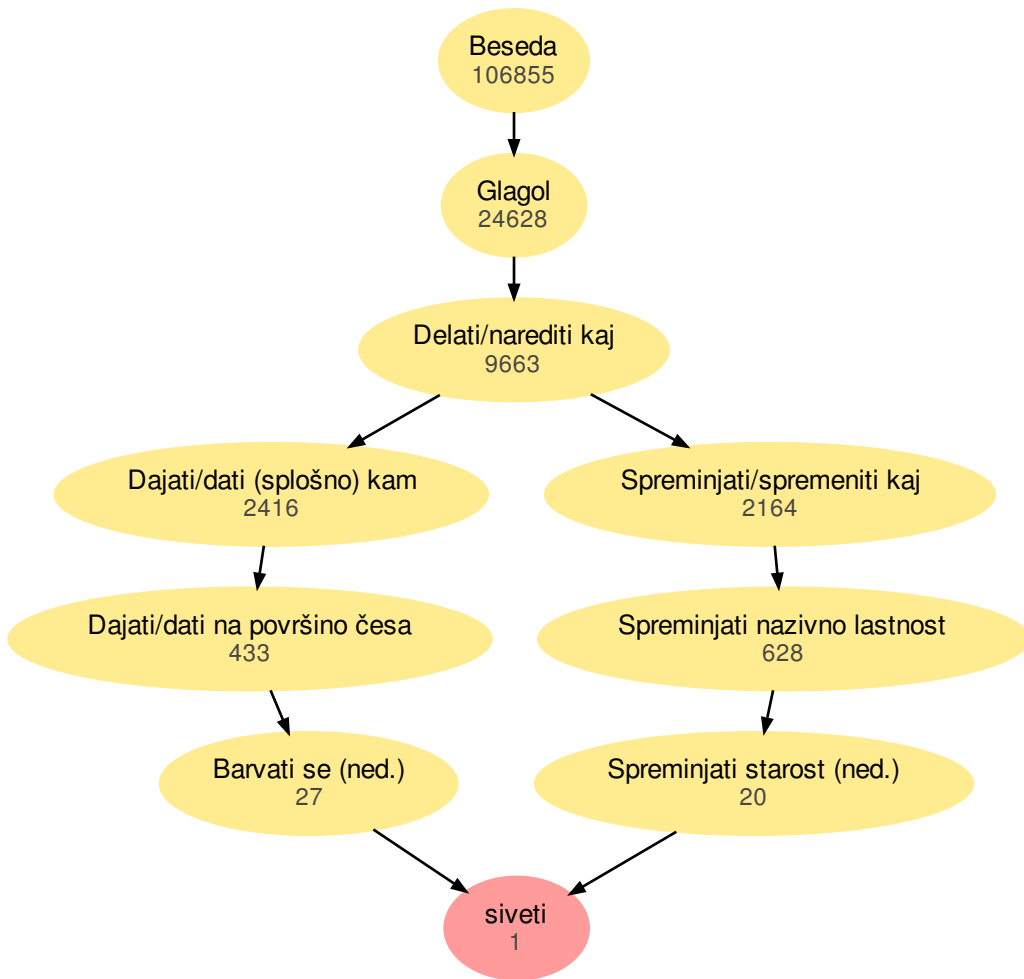 Beseda
106855
Glagol
24628
Delati/narediti kaj
9663
Dajati/dati (splošno) kam
2416
Spreminjati/spremeniti kaj
2164
Dajati/dati na površino česa
433
Spreminjati nazivno lastnost
628
Barvati se (ned.)
27
Spreminjati starost (ned.)
20
siveti
1